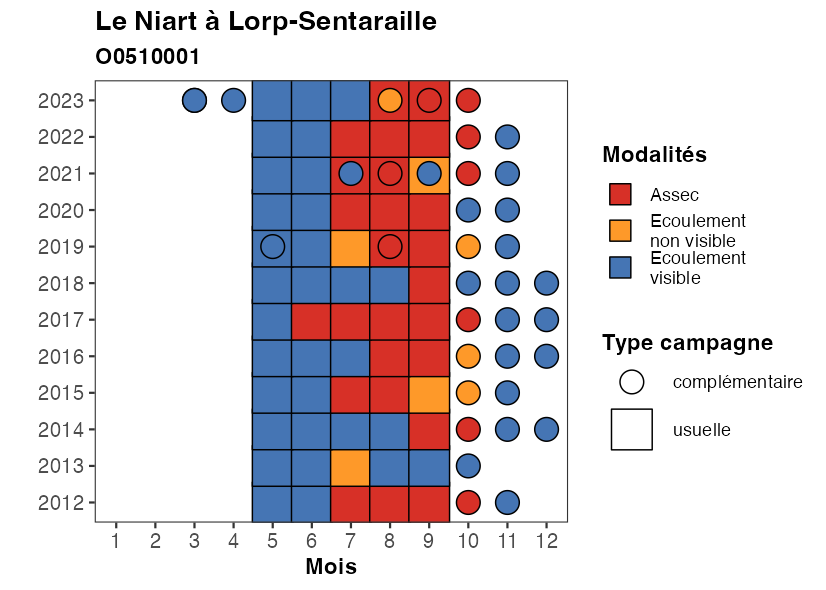 Le Niart à Lorp-Sentaraille
O0510001
2023
2022
2021
2020
2019
2018
2017
2016
2015
2014
2013
2012
1 2 3 4 5 6 7 8 9 10 11 12
Mois
Modalités
Assec
Ecoulement
non visible
Ecoulement
visible
Type campagne
complémentaire
usuelle